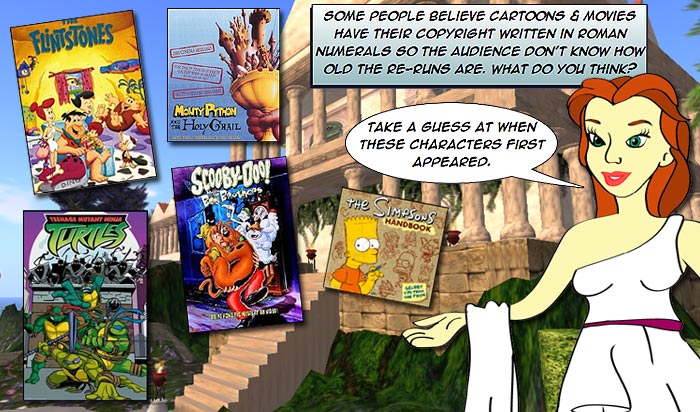 SOME PEOPLE BELIEVE CARTOONS & MOVIES
HAVE THEIR COPYRIGHT WRITTEN IN ROMAN
NUMERALS SO THE AUDIENCE DON'T KNOW HOW
OLD THE RE-RUNS ARE. WHAT DO YOU THINK?
TAKE A GUESS AT WHEN
THESE CHARACTERS FIRST
APPEARED.
THE
FLINTSTONES
MONTY PYTHON
AND THE HOLY GRAIL
SCOOBY-DOO!
Boo Brothers
the Simpsons
HANDBOOK
TEENAGE MUTANT NINJA
TURTLES